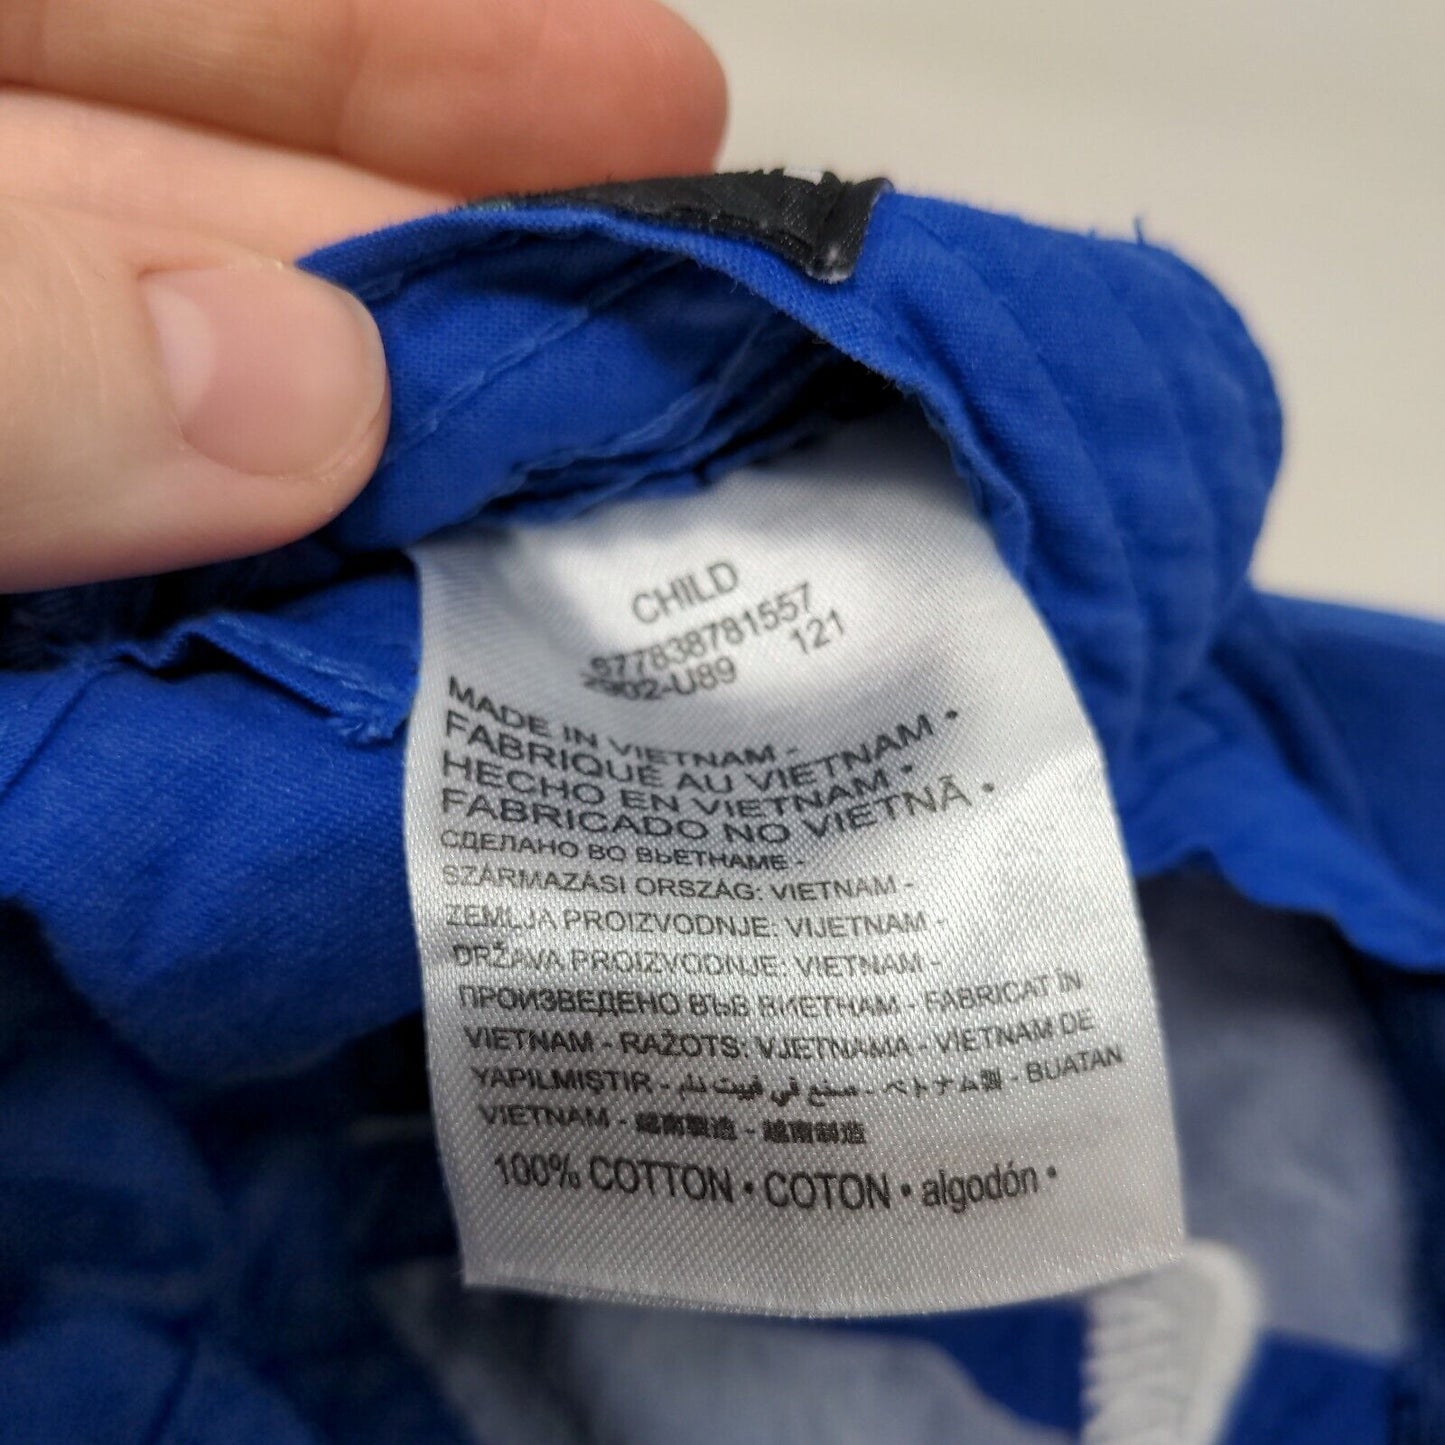 CHILD
877838781557
2902-U89 121
MADE IN VIETNAM -
FABRIQUÉ AU VIETNAM •
HECHO EN VIETNAM •
FABRICADO NO VIETNÃ •
СДЕЛАНО ВО ВЬЕТНАМЕ -
SZÁRMAZÁSI ORSZÁG: VIETNAM -
ZEMLJA PROIZVODNJE: VIJETNAM -
DRŽAVA PROIZVODNJE: VIETNAM -
ПРОИЗВЕДЕНО ВЪВ ВИЕТНАМ - FABRICAT ÎN
VIETNAM - RAŽOTS: VJETNAMA - VIETNAM DE
YAPILMIŞTIR - صنع في فييت نام - ベトナム製 - BUATAN
VIETNAM - 越南製造 - 越南制造
100% COTTON • COTON • algodón •